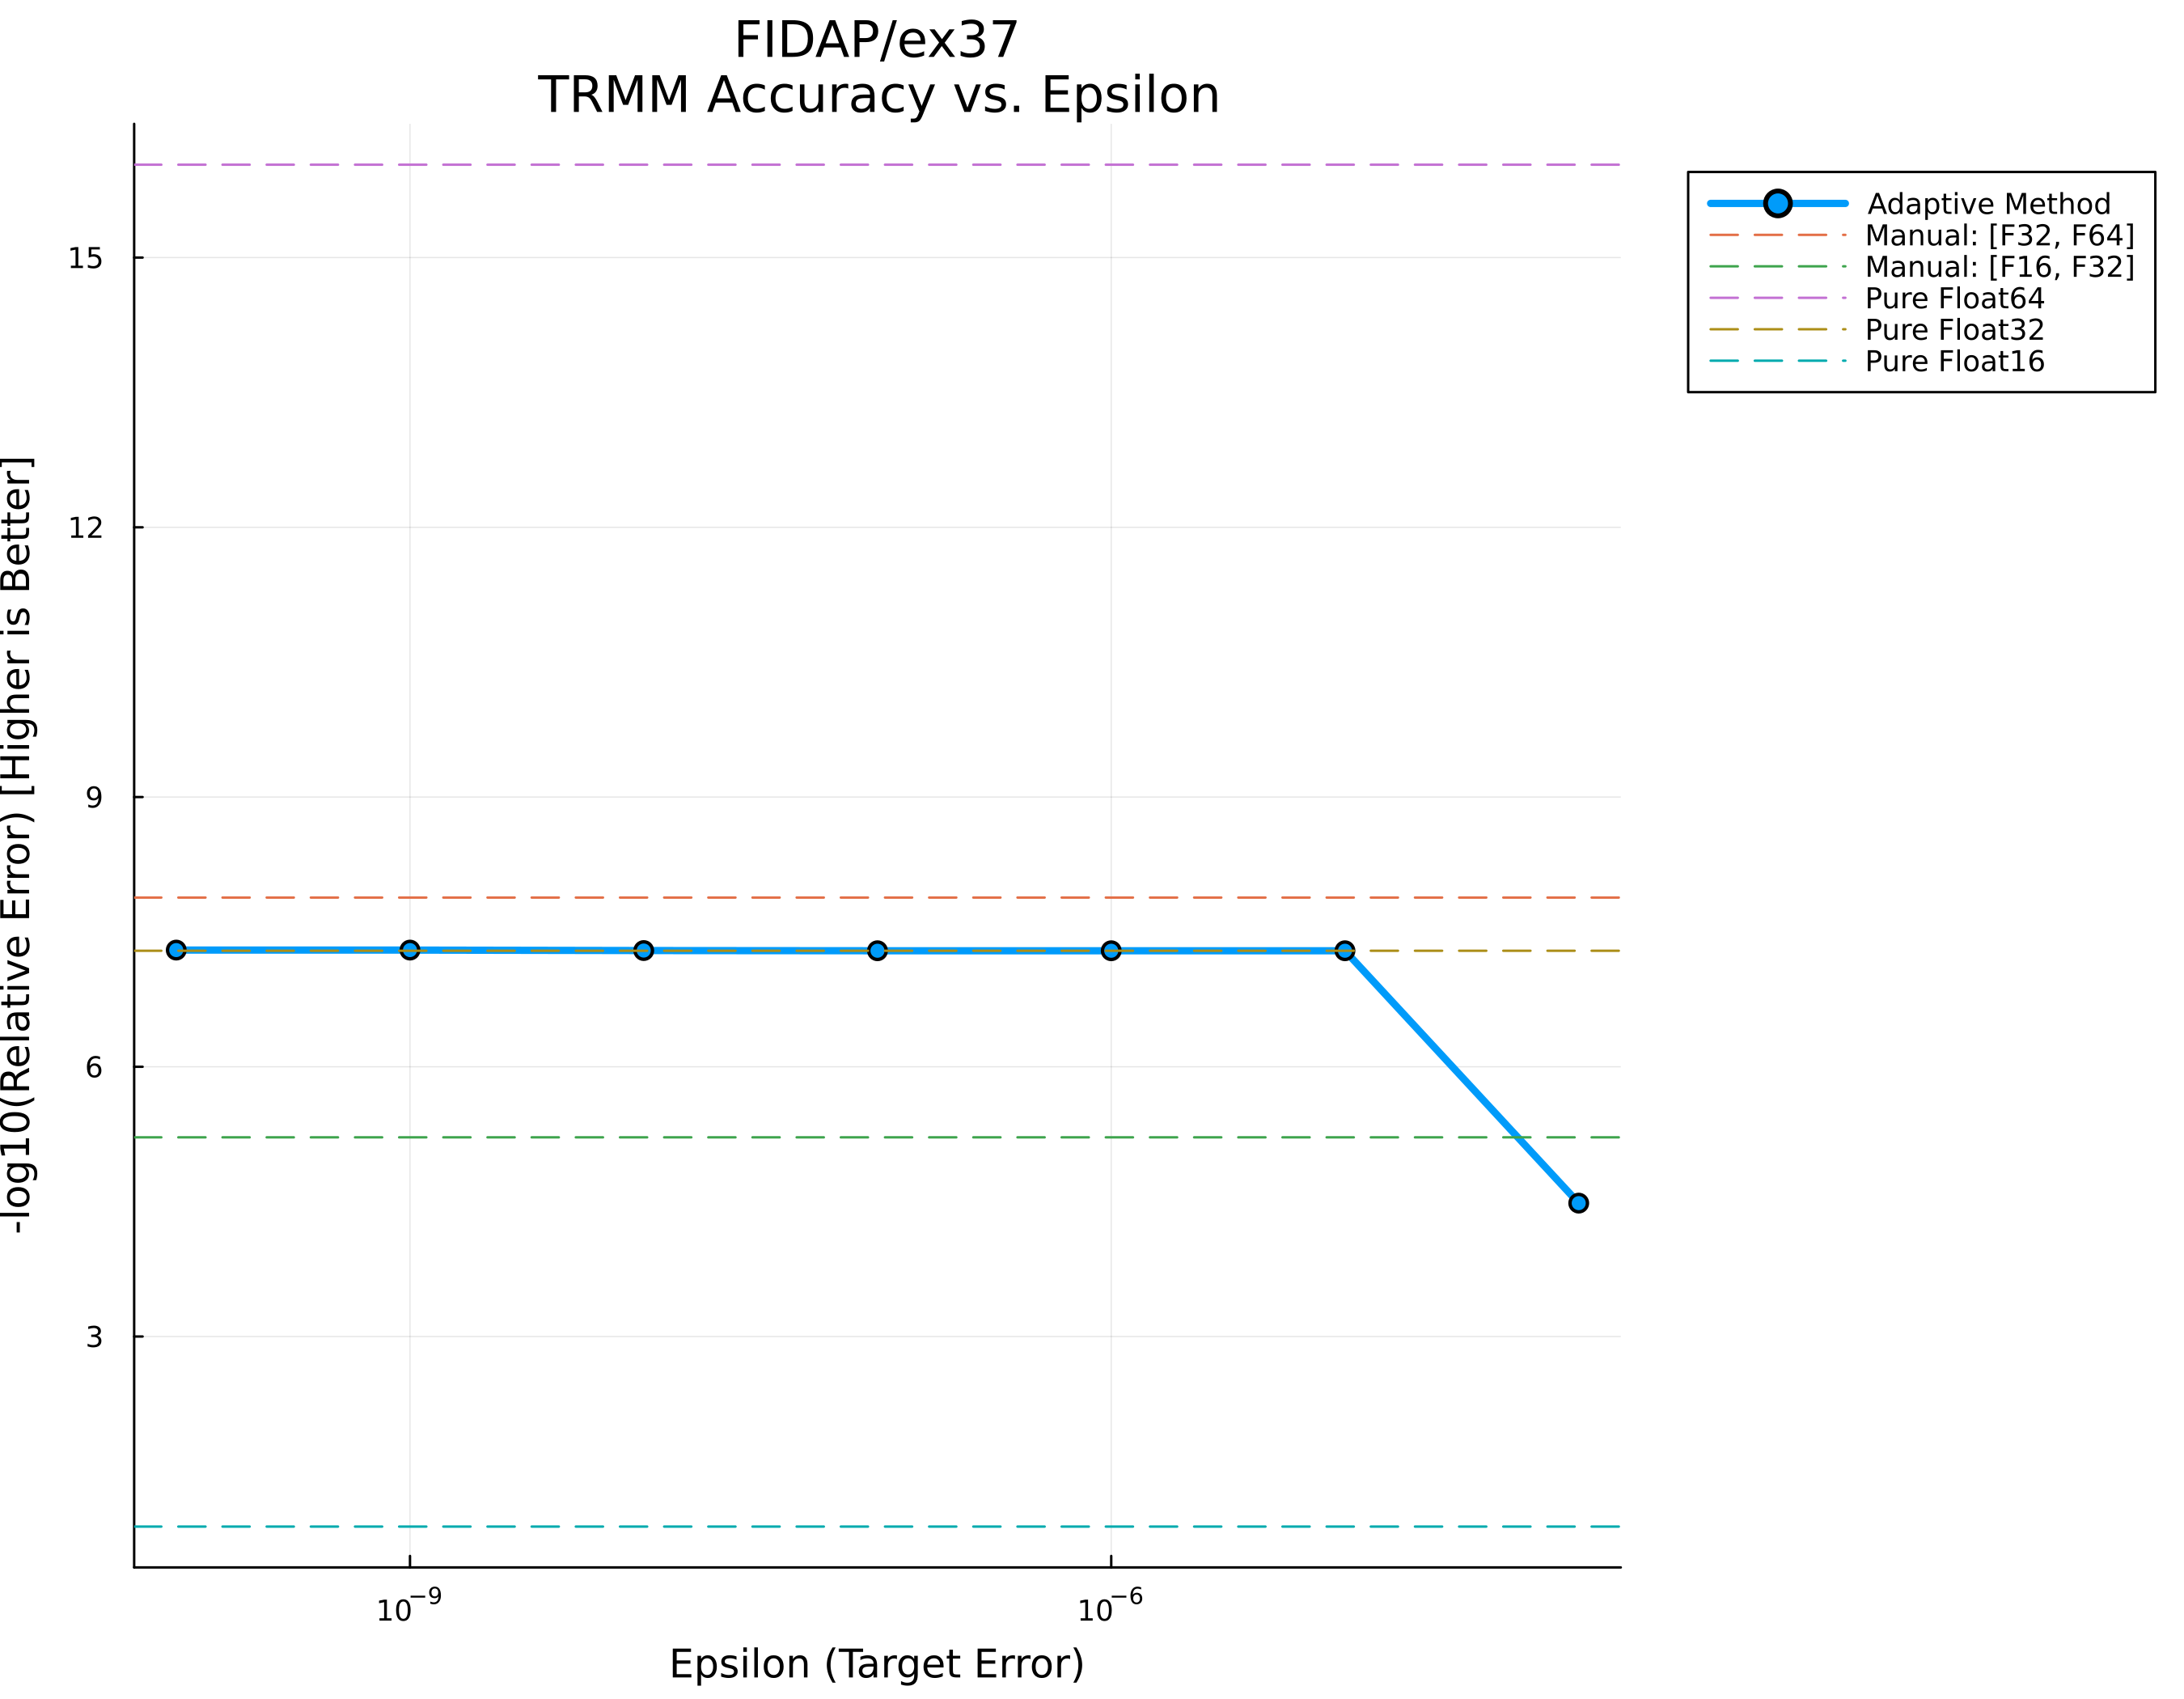 FIDAP/ex37
TRMM Accuracy vs. Epsilon
-log10(Relative Error) [Higher is Better]
15
12
9
6
3
10⁻⁹
10⁻⁶
Epsilon (Target Error)
Adaptive Method
Manual: [F32, F64]
Manual: [F16, F32]
Pure Float64
Pure Float32
Pure Float16